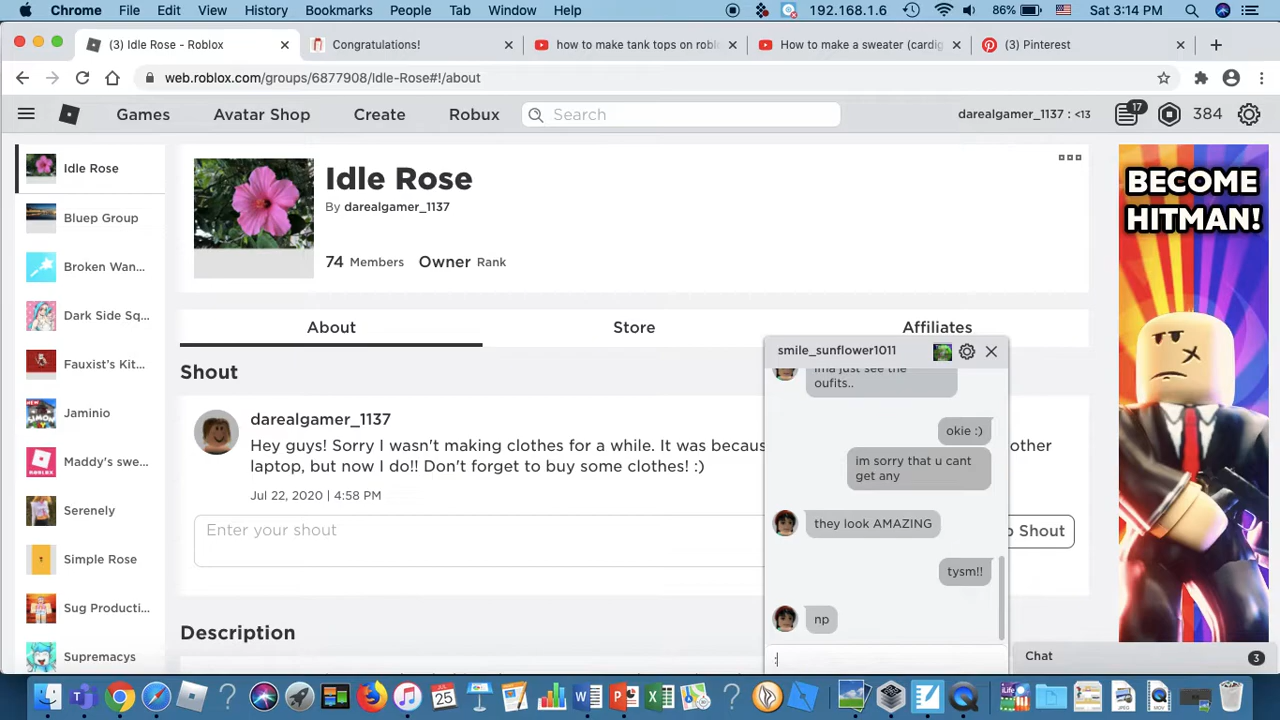 Chrome File Edit View History Bookmarks People Tab Window Help 192.168.1.6 86% Sat 3:14 PM
(3) Idle Rose - Roblox Congratulations! how to make tank tops on robl How to make a sweater (cardig (3) Pinterest
web.roblox.com/groups/6877908/Idle-Rose#!/about
Games Avatar Shop Create Robux Search darealgamer_1137 : <13 17 384
Idle Rose
Bluep Group
Broken Wan...
Dark Side Sq...
Fauxist's Kit...
Jaminio
Maddy's swe...
Serenely
Simple Rose
Sug Producti...
Supremacys
Idle Rose
By darealgamer_1137
74 Members Owner Rank
About Store Affiliates
Shout
darealgamer_1137
Hey guys! Sorry I wasn't making clothes for a while. It was becau other
laptop, but now I do!! Don't forget to buy some clothes! :)
Jul 22, 2020 | 4:58 PM
Enter your shout
Shout
Description
smile_sunflower1011
ima just see the
oufits..
okie :)
im sorry that u cant
get any
they look AMAZING
tysm!!
np
:
Chat 3
BECOME
HITMAN!